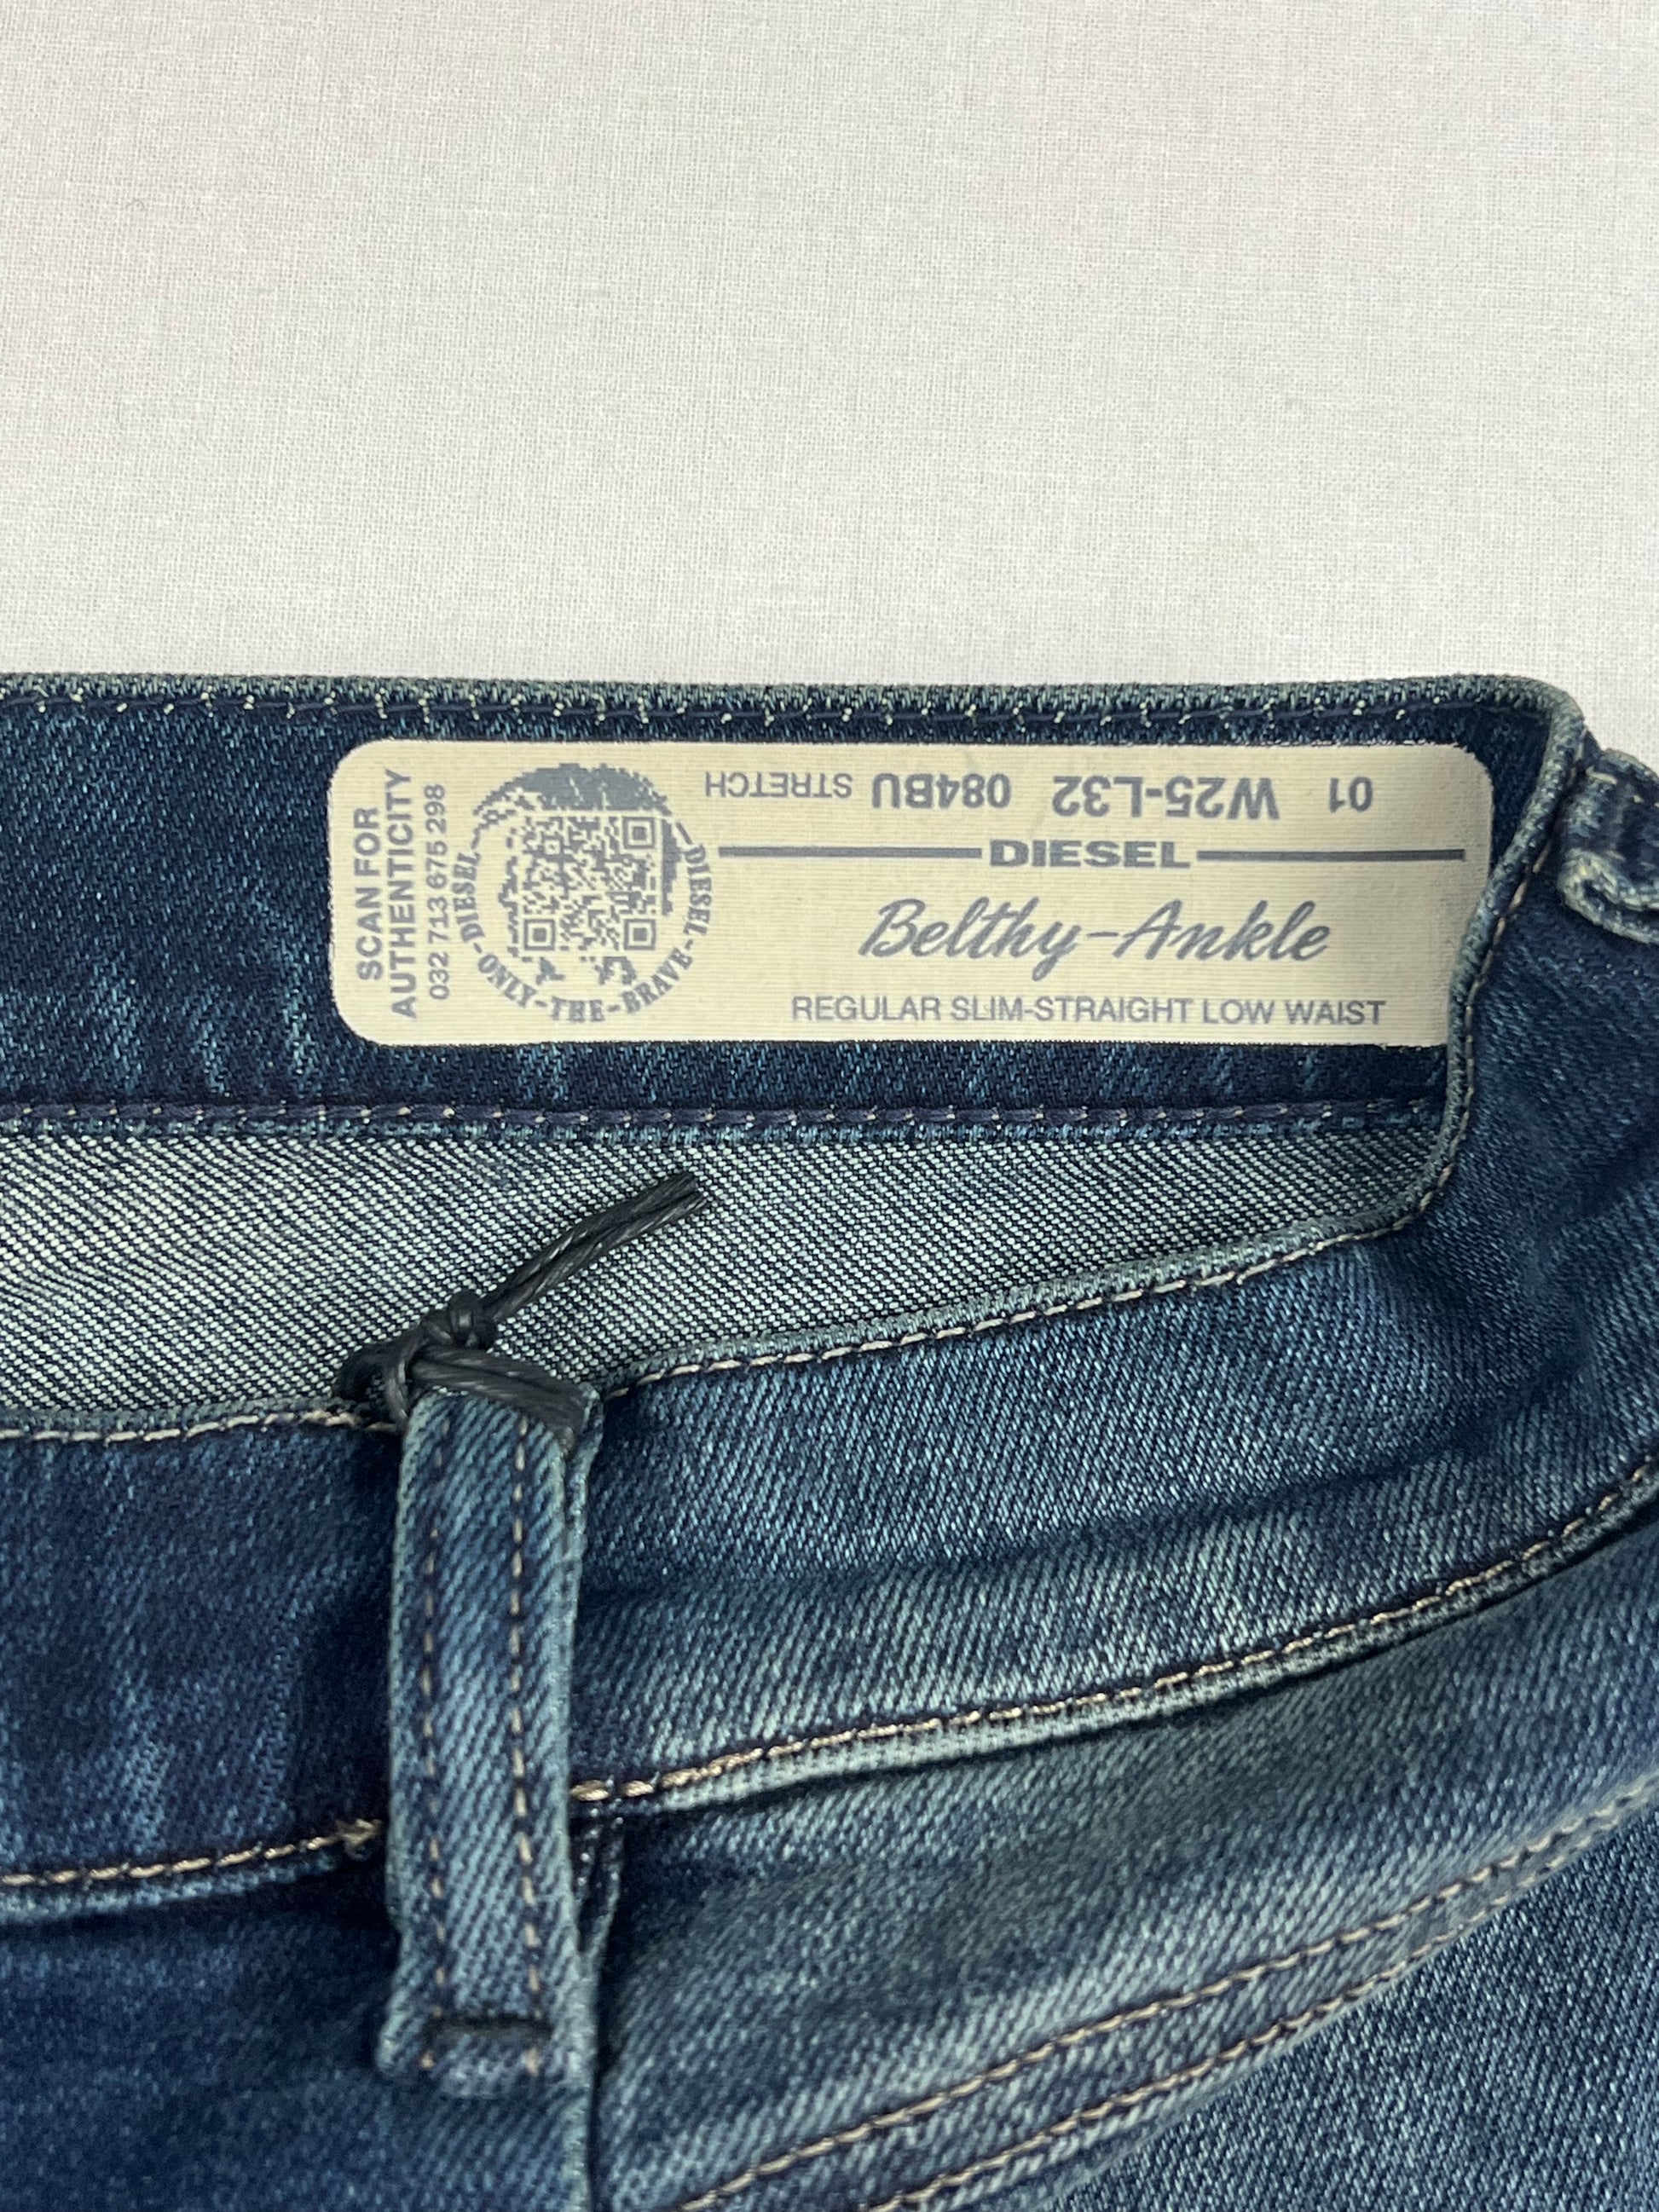 SCAN FOR
AUTHENTICITY
032 713 675 298
-DIESEL-ONLY-THE-BRAVE-DIESEL-
01 W25-L32 084BU STRETCH
DIESEL
Belthy-Ankle
REGULAR SLIM-STRAIGHT LOW WAIST